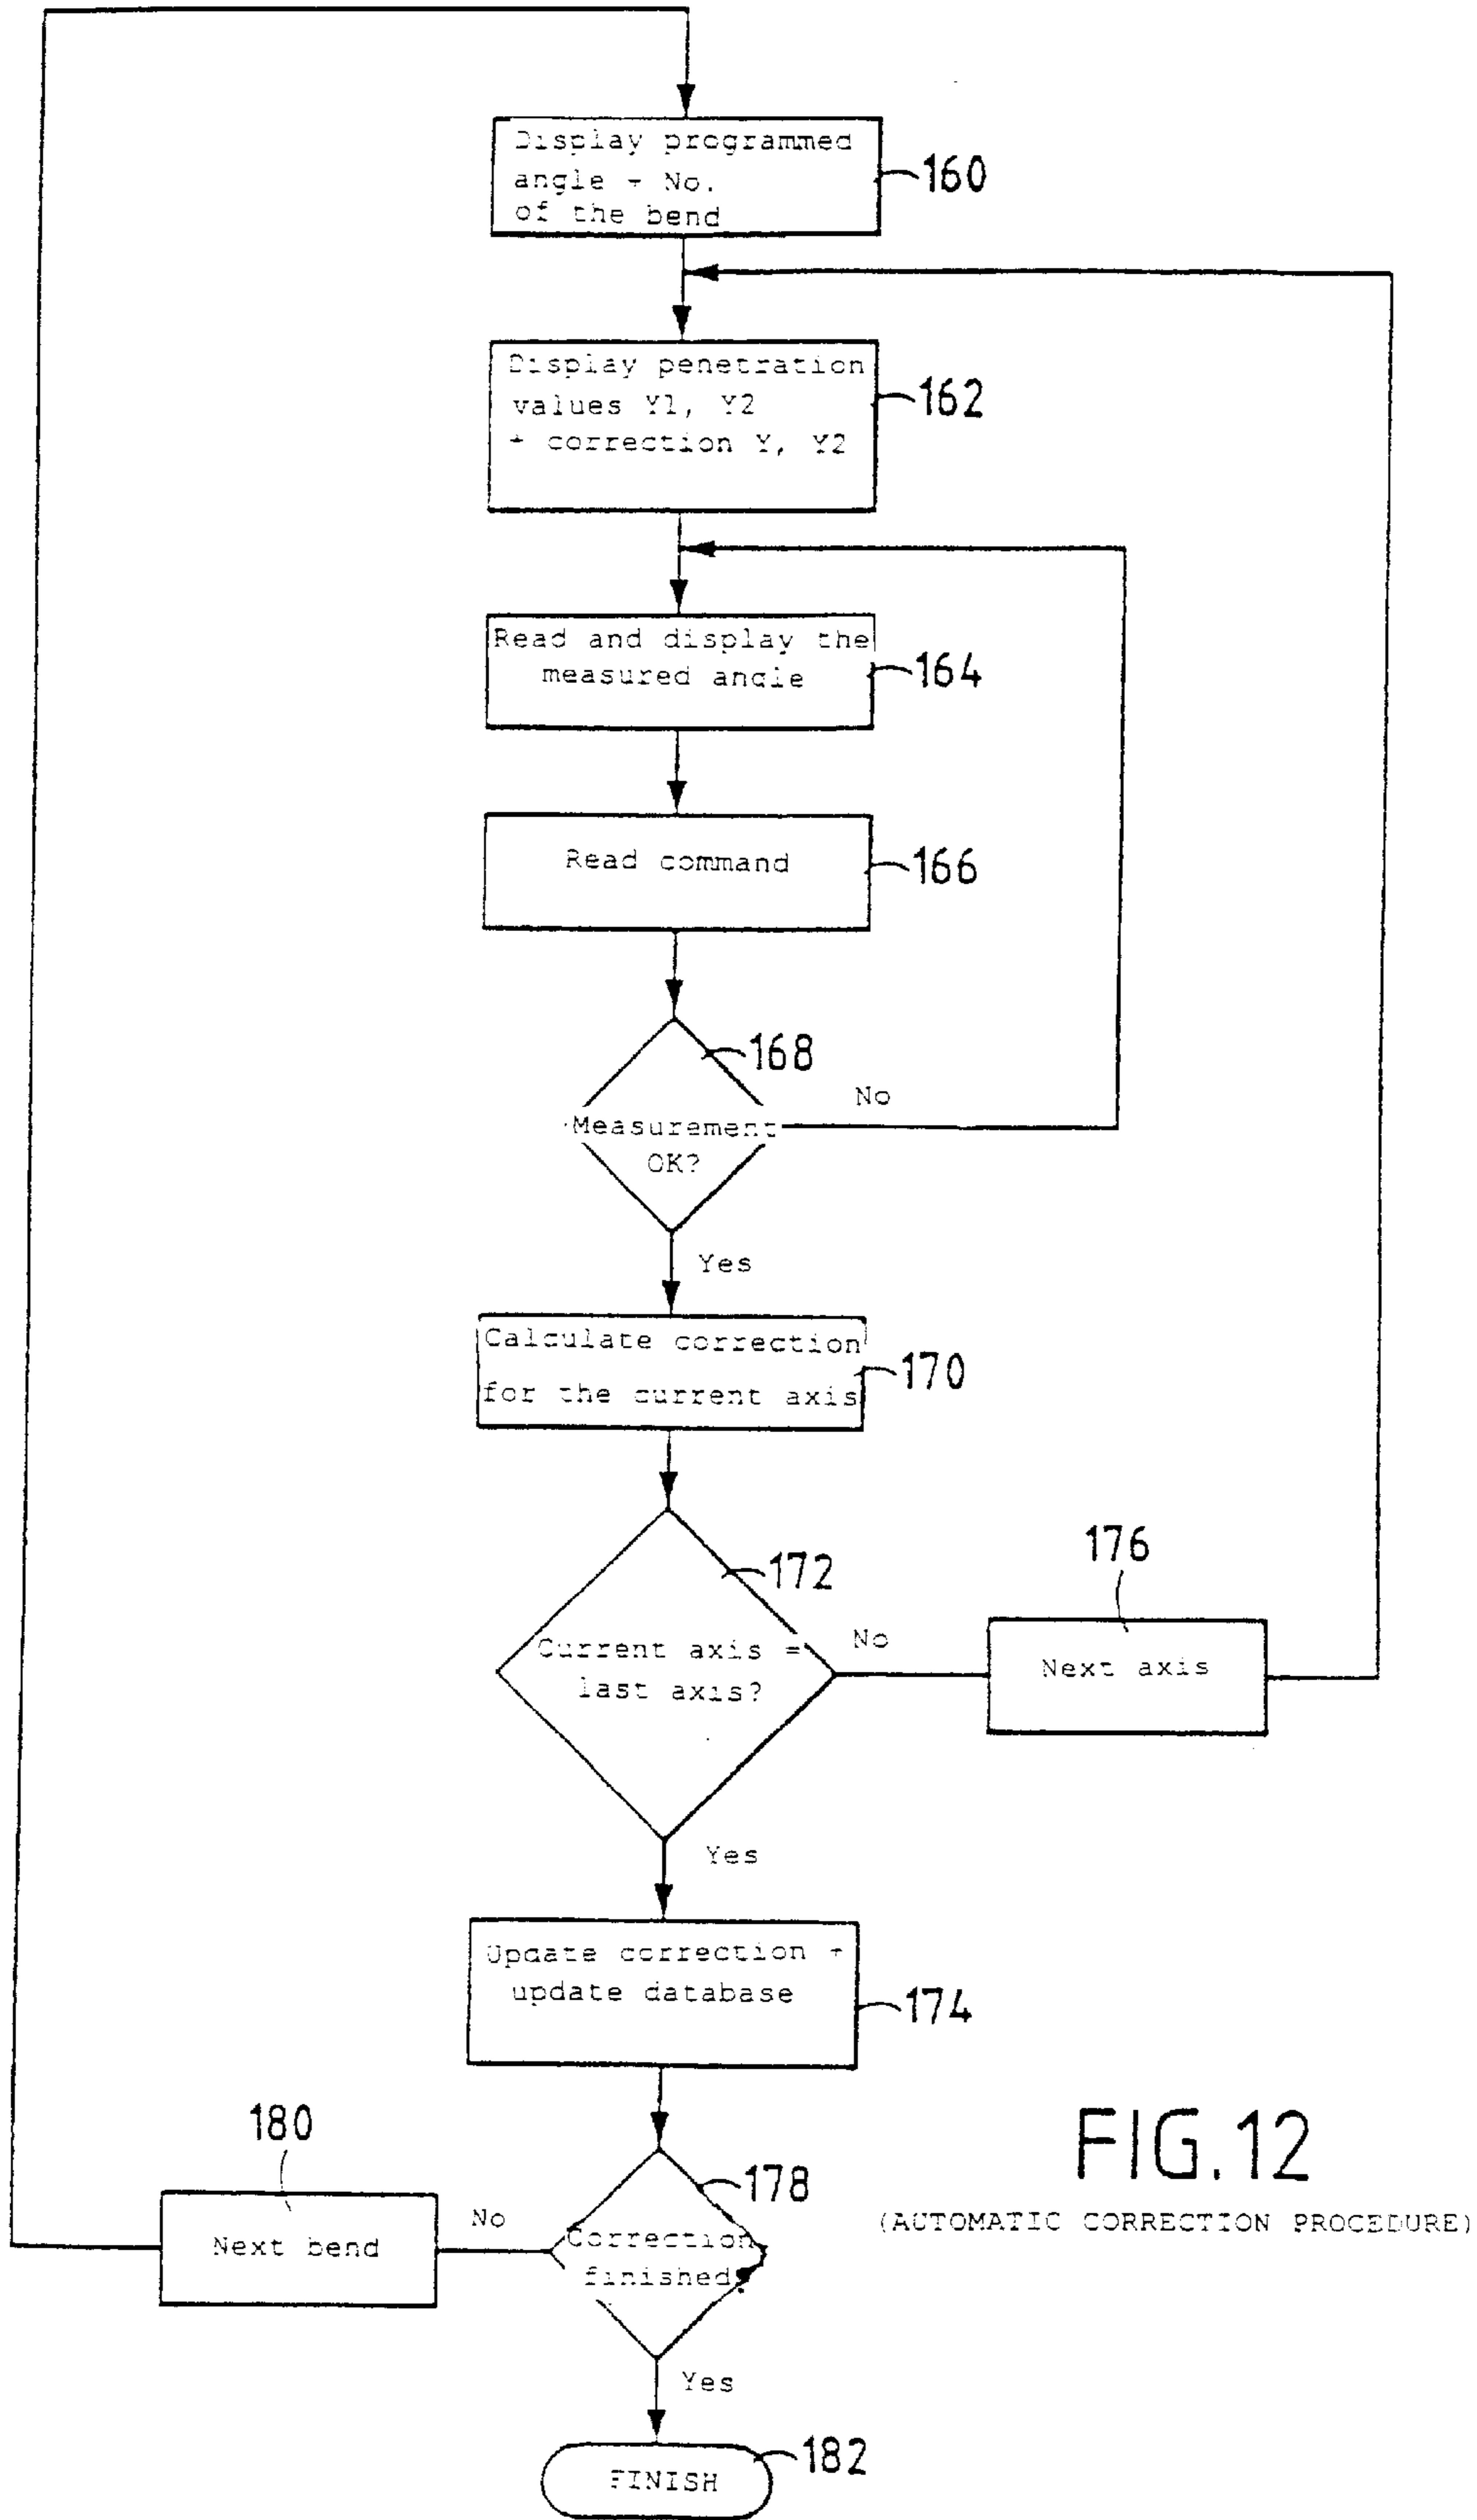 Display programmed
angle + No.
of the bend
160
Display penetration
values Y1, Y2
+ correction Y, Y2
162
Read and display the
measured angle
164
Read command
166
168
Measurement
OK?
No
Yes
Calculate correction
for the current axis
170
172
Current axis =
last axis?
No
176
Next axis
Yes
Update correction +
update database
174
180
Next bend
No
178
Correction
finished?
Yes
FINISH
182
FIG.12
(AUTOMATIC CORRECTION PROCEDURE)